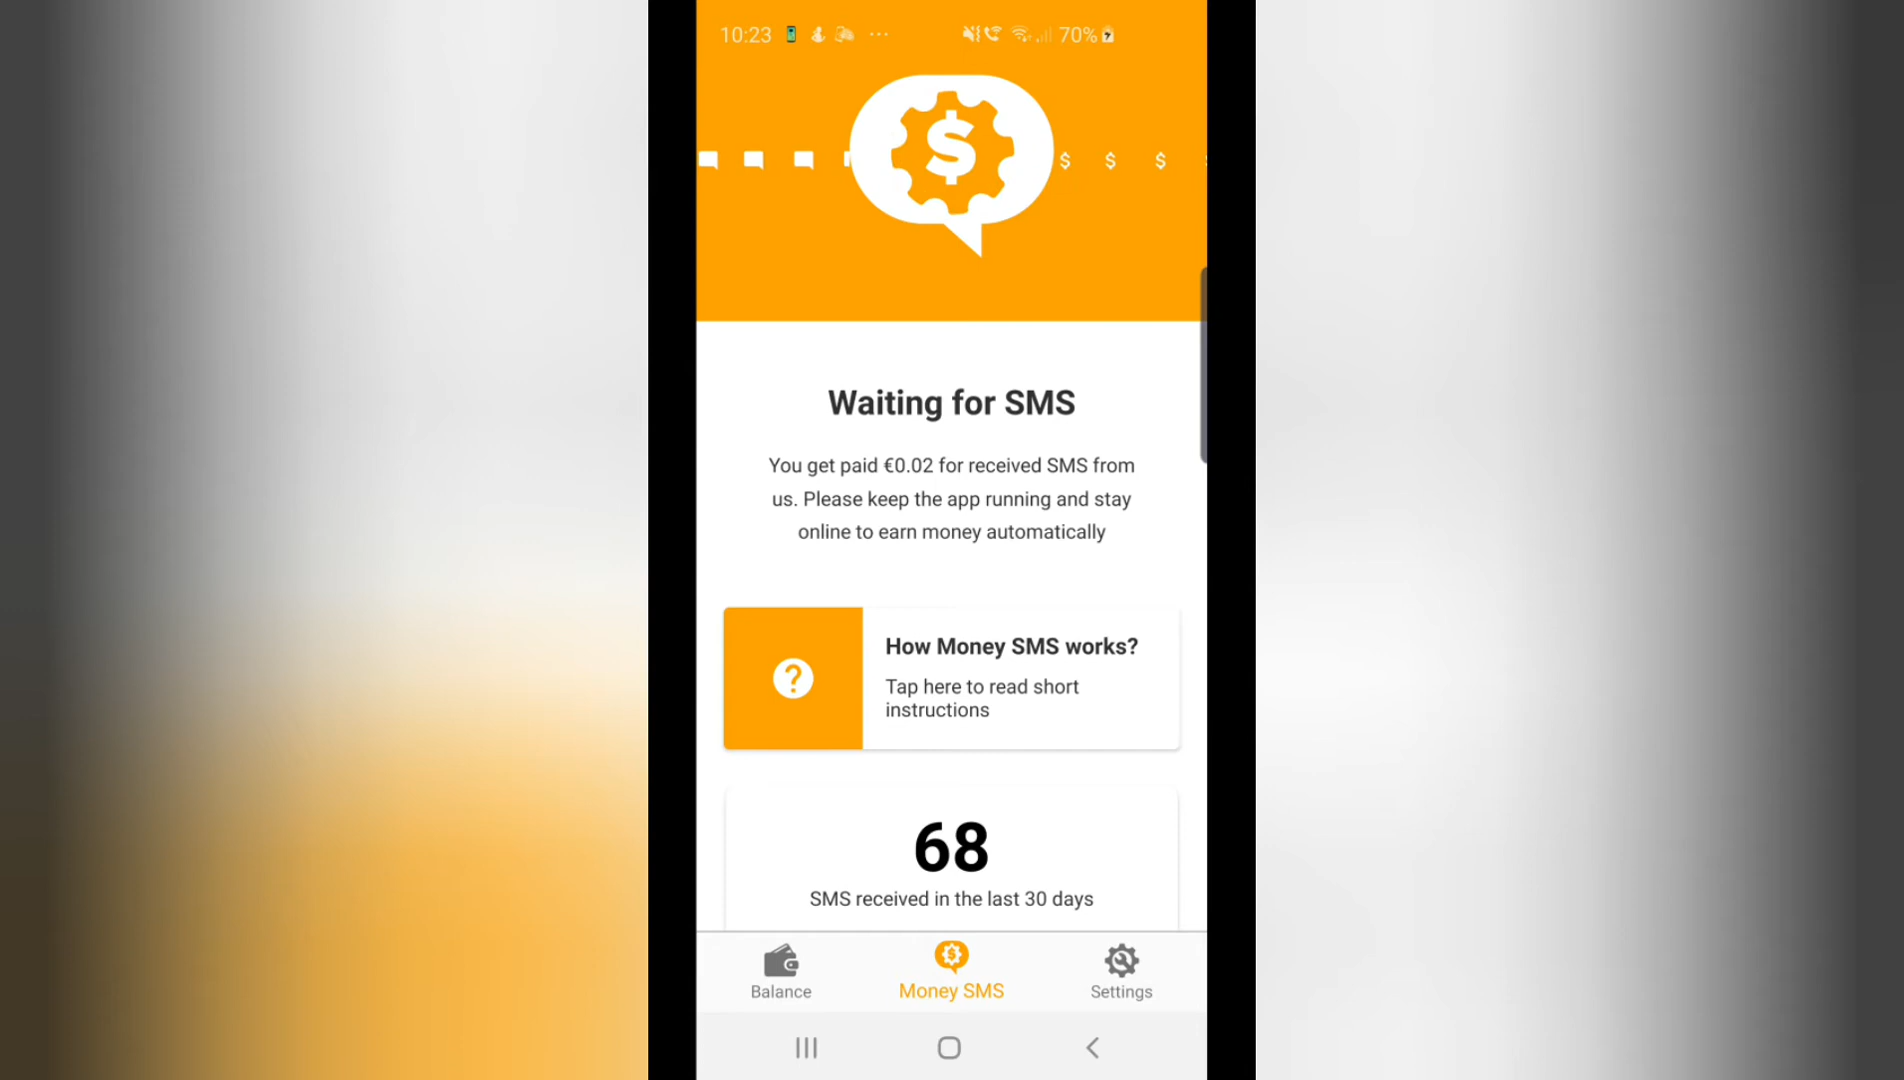 10:23 70%
$
$ $ $
Waiting for SMS
You get paid €0.02 for received SMS from
us. Please keep the app running and stay
online to earn money automatically
?
How Money SMS works?
Tap here to read short
instructions
68
SMS received in the last 30 days
Balance
Money SMS
Settings